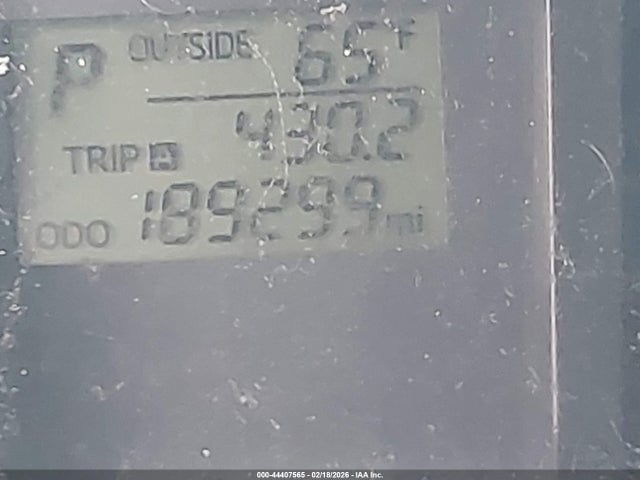 P OUTSIDE 65°F
TRIP A 430.2
ODO 189299 mi
000-44407565 - 02/18/2026 - IAA Inc.